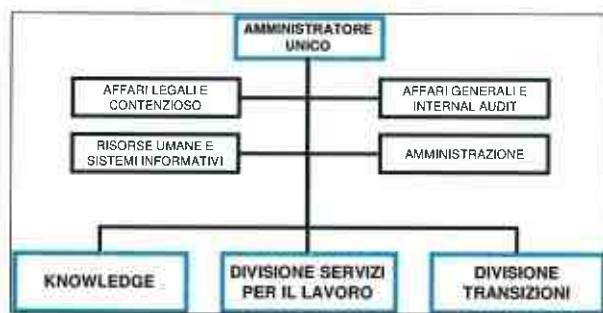 AMMINISTRATORE
UNICO
AFFARI LEGALI E
CONTENZIOSO
AFFARI GENERALI E
INTERNAL AUDIT
RISORSE UMANE E
SISTEMI INFORMATIVI
AMMINISTRAZIONE
KNOWLEDGE
DIVISIONE SERVIZI
PER IL LAVORO
DIVISIONE
TRANSIZIONI